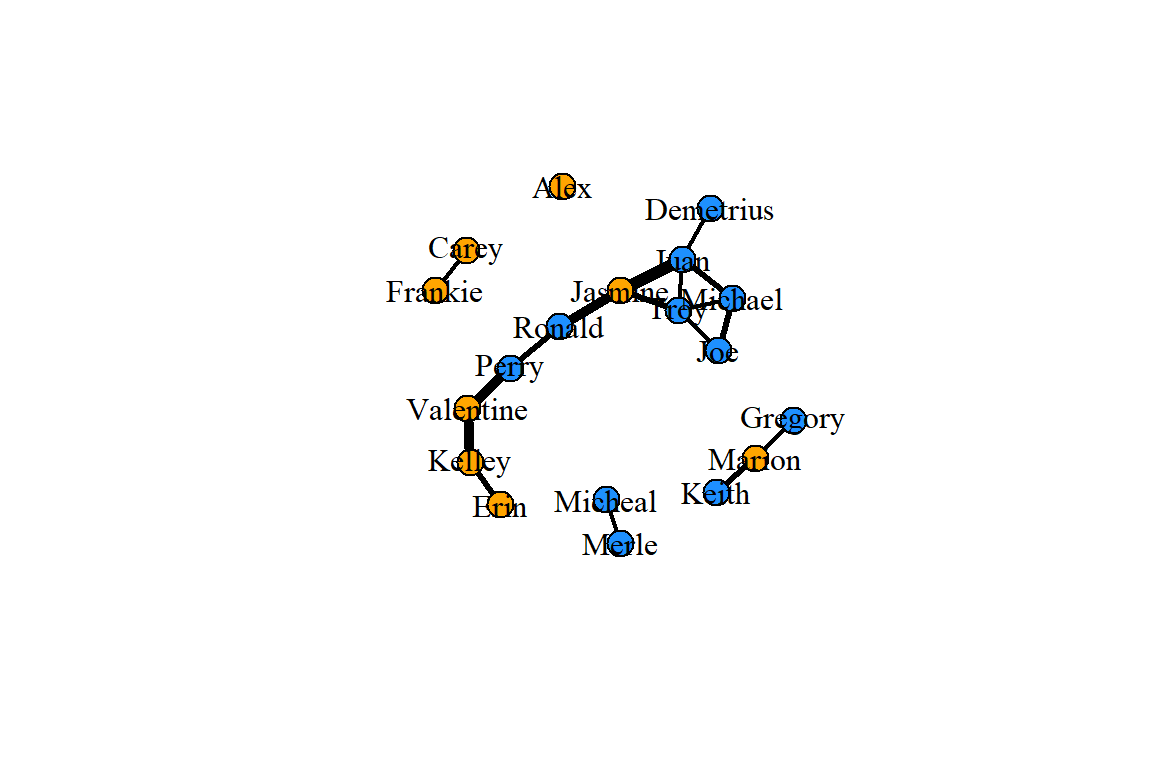 Alex
Demetrius
Carey
Juan
Frankie
Jasmine
Michael
Troy
Ronald
Joe
Perry
Valentine
Gregory
Kelley
Marion
Keith
Micheal
Erin
Merle